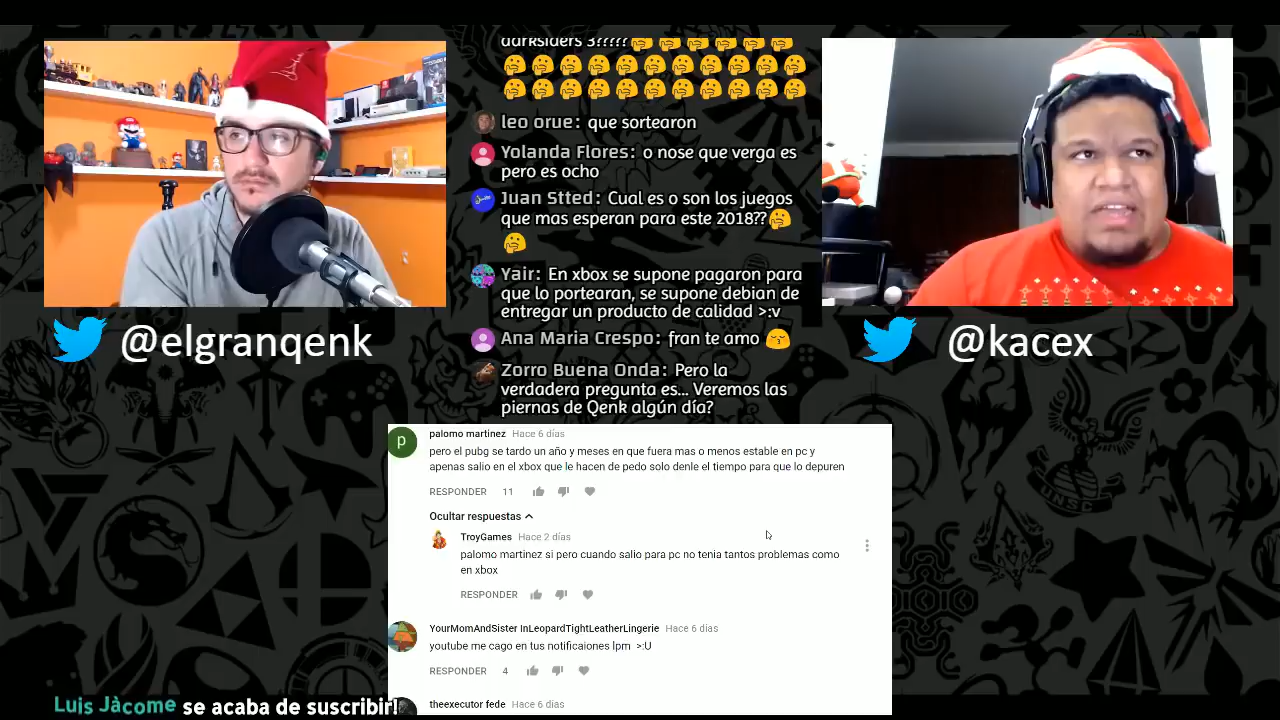 darksiders 3?????
leo orue: que sortearon
Yolanda Flores: o nose que verga es
pero es ocho
Juan Stted: Cual es o son los juegos
que mas esperan para este 2018??
Yair: En xbox se supone pagaron para
que lo portearan, se supone debian de
entregar un producto de calidad >:v
Ana Maria Crespo: fran te amo
Zorro Buena Onda: Pero la
verdadera pregunta es... Veremos las
piernas de Qenk algún día?
@elgranqenk
@kacex
p
palomo martinez Hace 6 días
pero el pubg se tardo un año y meses en que fuera mas o menos estable en pc y
apenas salio en el xbox que le hacen de pedo solo denle el tiempo para que lo depuren
RESPONDER 11
Ocultar respuestas
TroyGames Hace 2 días
palomo martinez si pero cuando salio para pc no tenia tantos problemas como
en xbox
RESPONDER
YourMomAndSister InLeopardTightLeatherLingerie Hace 6 días
youtube me cago en tus notificaiones lpm >:U
RESPONDER 4
theexecutor fede Hace 6 días
Luis Jàcome se acaba de suscribir!
UNSC